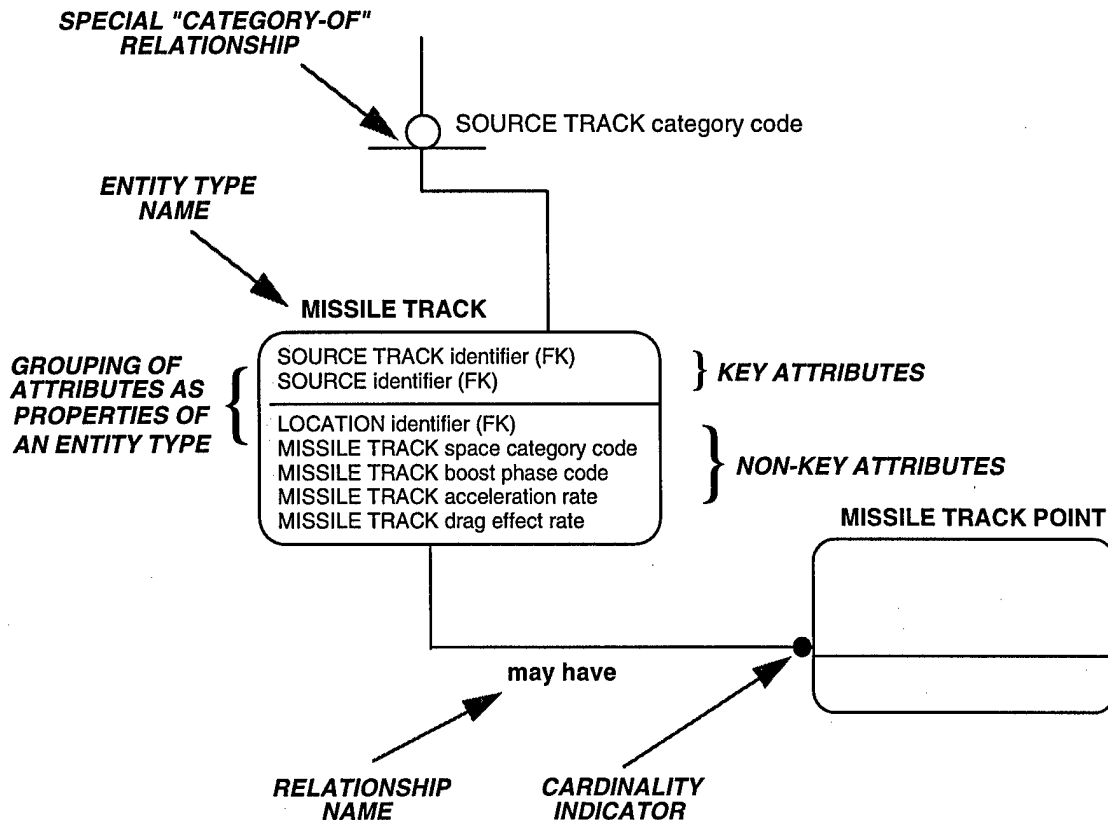 SPECIAL "CATEGORY-OF"
RELATIONSHIP
SOURCE TRACK category code
ENTITY TYPE
NAME
MISSILE TRACK
GROUPING OF
ATTRIBUTES AS
PROPERTIES OF
AN ENTITY TYPE
SOURCE TRACK identifier (FK)
SOURCE identifier (FK)
KEY ATTRIBUTES
LOCATION identifier (FK)
MISSILE TRACK space category code
MISSILE TRACK boost phase code
MISSILE TRACK acceleration rate
MISSILE TRACK drag effect rate
NON-KEY ATTRIBUTES
MISSILE TRACK POINT
may have
RELATIONSHIP
NAME
CARDINALITY
INDICATOR